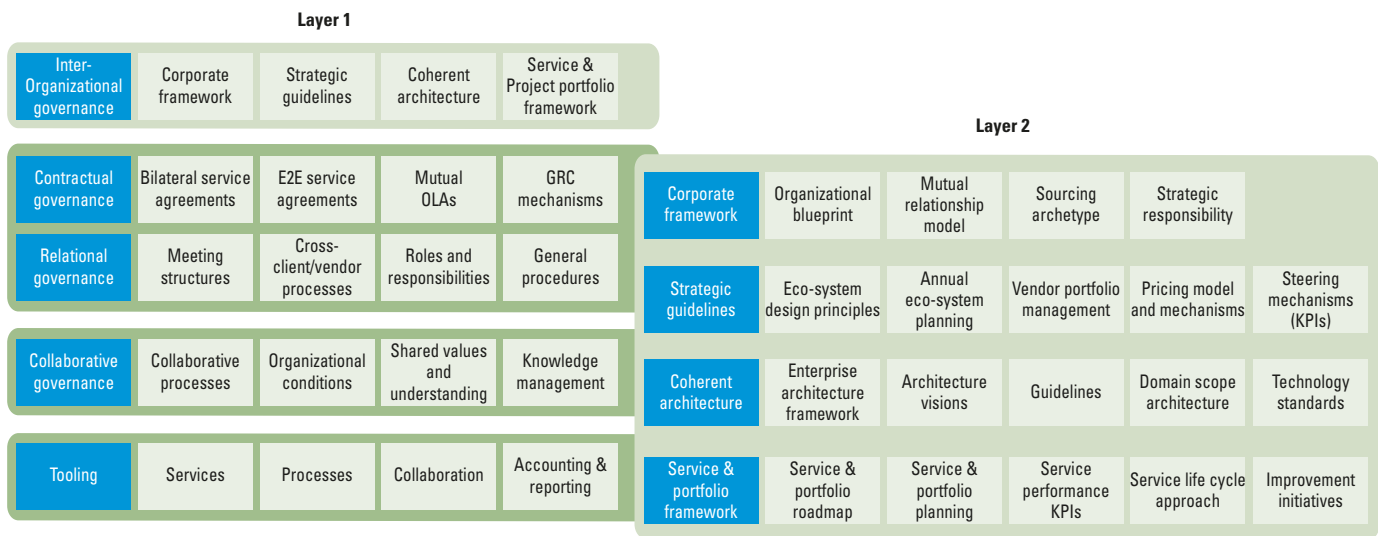 Layer 1
Inter-
Organizational
governance
Corporate
framework
Strategic
guidelines
Coherent
architecture
Service &
Project portfolio
framework
Contractual
governance
Bilateral service
agreements
E2E service
agreements
Mutual
OLAs
GRC
mechanisms
Relational
governance
Meeting
structures
Cross-
client/vendor
processes
Roles and
responsibilities
General
procedures
Collaborative
governance
Collaborative
processes
Organizational
conditions
Shared values
and
understanding
Knowledge
management
Tooling
Services
Processes
Collaboration
Accounting &
reporting
Layer 2
Corporate
framework
Organizational
blueprint
Mutual
relationship
model
Sourcing
archetype
Strategic
responsibility
Strategic
guidelines
Eco-system
design principles
Annual
eco-system
planning
Vendor portfolio
management
Pricing model
and mechanisms
Steering
mechanisms
(KPIs)
Coherent
architecture
Enterprise
architecture
framework
Architecture
visions
Guidelines
Domain scope
architecture
Technology
standards
Service &
portfolio
framework
Service &
portfolio
roadmap
Service &
portfolio
planning
Service
performance
KPIs
Service life cycle
approach
Improvement
initiatives